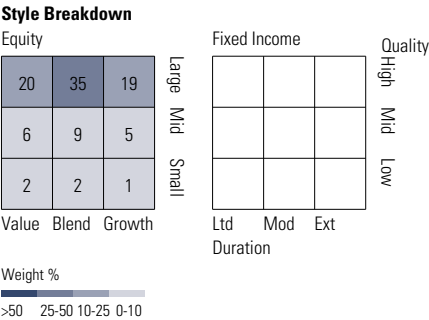 Style Breakdown
Equity
20 35 19 Large
6 9 5 Mid
2 2 1 Small
Value Blend Growth
Fixed Income
Quality
High
Mid
Low
Ltd Mod Ext
Duration
Weight %
>50 25-50 10-25 0-10